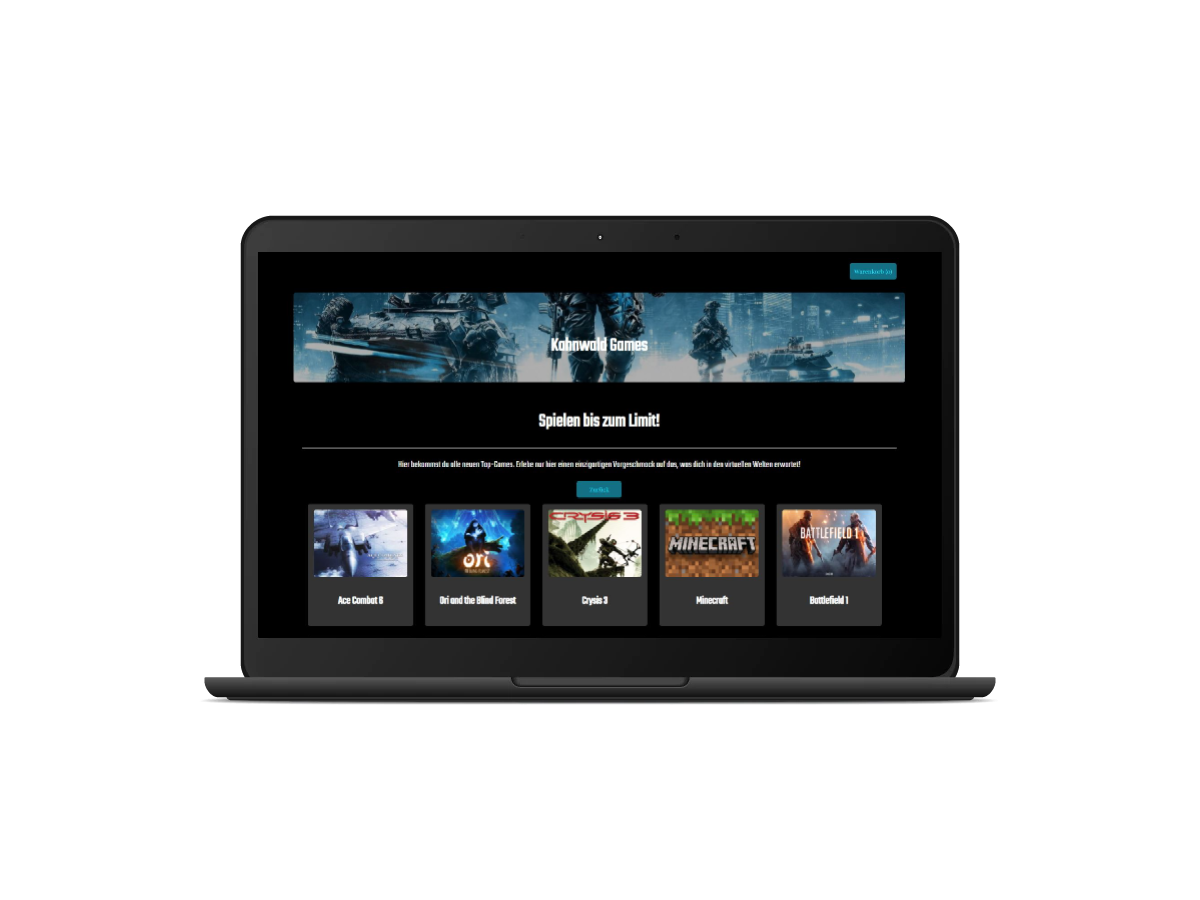 Warenkorb (0)
Kohnwald Games
Spielen bis zum Limit!
Hier bekommst du alle neuen Top-Games. Erlebe nur hier einen einzigartigen Vorgeschmack auf das, was dich in den virtuellen Welten erwartet!
CRYSIS 3
ori
MINECRAFT
BATTLEFIELD 1
Ace Combat 6
Ori and the Blind Forest
Crysis 3
Minecraft
Battlefield 1